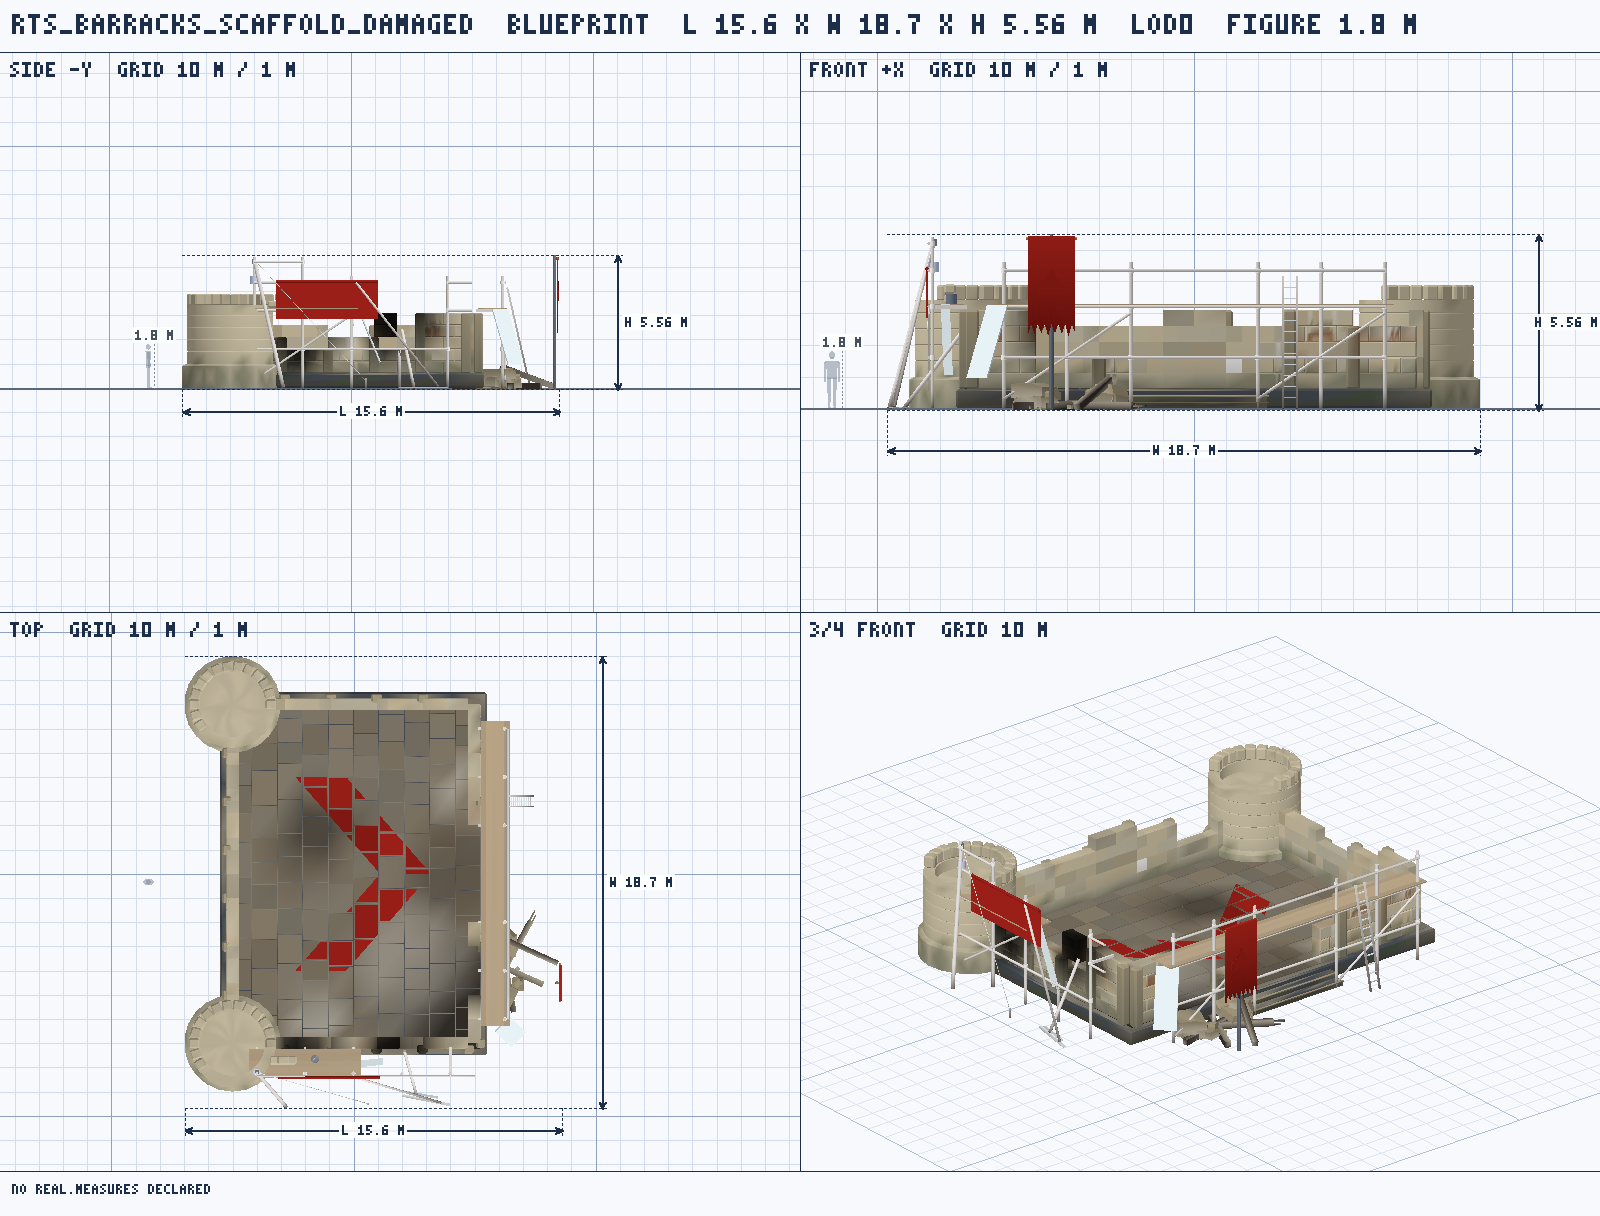 RTS_BARRACKS_SCAFFOLD_DAMAGED BLUEPRINT L 15.6 X W 18.7 X H 5.56 M LOD0 FIGURE 1.8 M
SIDE -Y GRID 10 M / 1 M
1.8 M
H 5.56 M
L 15.6 M
FRONT +X GRID 10 M / 1 M
1.8 M
H 5.56 M
W 18.7 M
TOP GRID 10 M / 1 M
W 18.7 M
L 15.6 M
3/4 FRONT GRID 10 M
NO REAL.MEASURES DECLARED